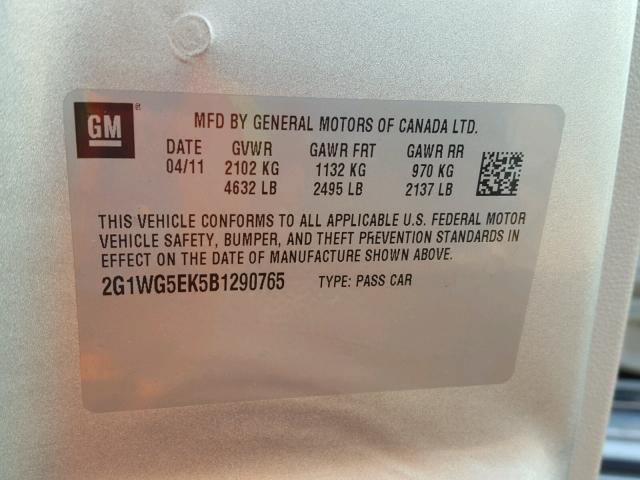 GM
MFD BY GENERAL MOTORS OF CANADA LTD.
DATE GVWR GAWR FRT GAWR RR
04/11 2102 KG 1132 KG 970 KG
4632 LB 2495 LB 2137 LB
THIS VEHICLE CONFORMS TO ALL APPLICABLE U.S. FEDERAL MOTOR
VEHICLE SAFETY, BUMPER, AND THEFT PREVENTION STANDARDS IN
EFFECT ON THE DATE OF MANUFACTURE SHOWN ABOVE.
2G1WG5EK5B1290765 TYPE: PASS CAR